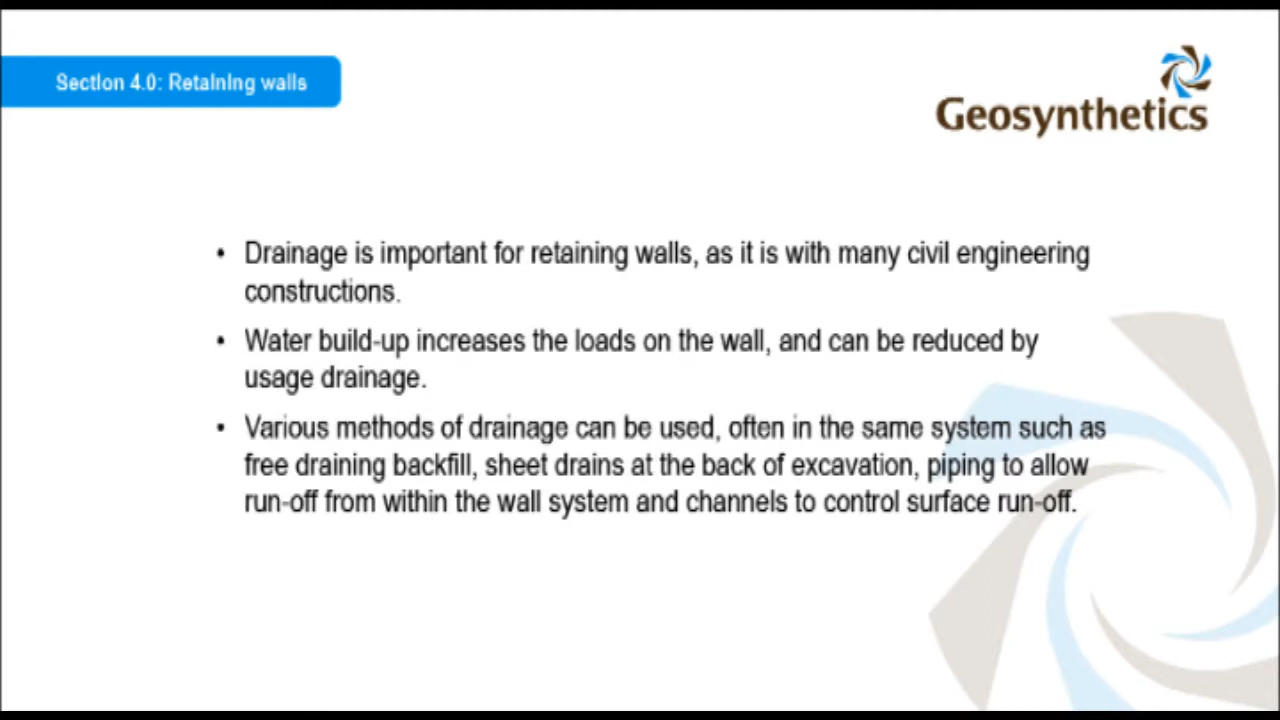 Section 4.0: Retaining walls
Geosynthetics
• Drainage is important for retaining walls, as it is with many civil engineering
constructions.
• Water build-up increases the loads on the wall, and can be reduced by
usage drainage.
• Various methods of drainage can be used, often in the same system such as
free draining backfill, sheet drains at the back of excavation, piping to allow
run-off from within the wall system and channels to control surface run-off.